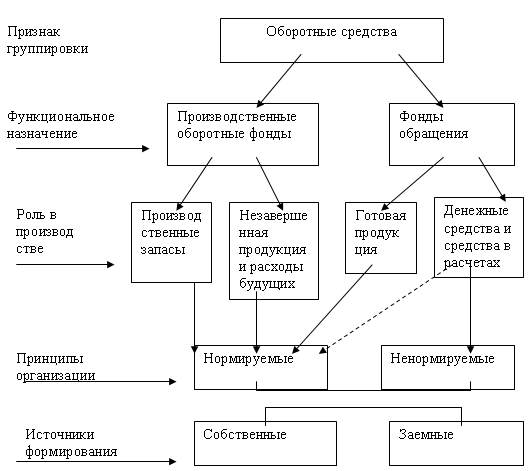 Признак
группировки
Оборотные средства
Функциональное
назначение
Производственные
оборотные фонды
Фонды
обращения
Роль в
производ
стве
Производ
ственные
запасы
Незаверше
нная
продукция
и расходы
будущих
Готовая
продук
ция
Денежные
средства и
средства в
расчетах
Принципы
организации
Нормируемые
Ненормируемые
Источники
формирования
Собственные
Заемные